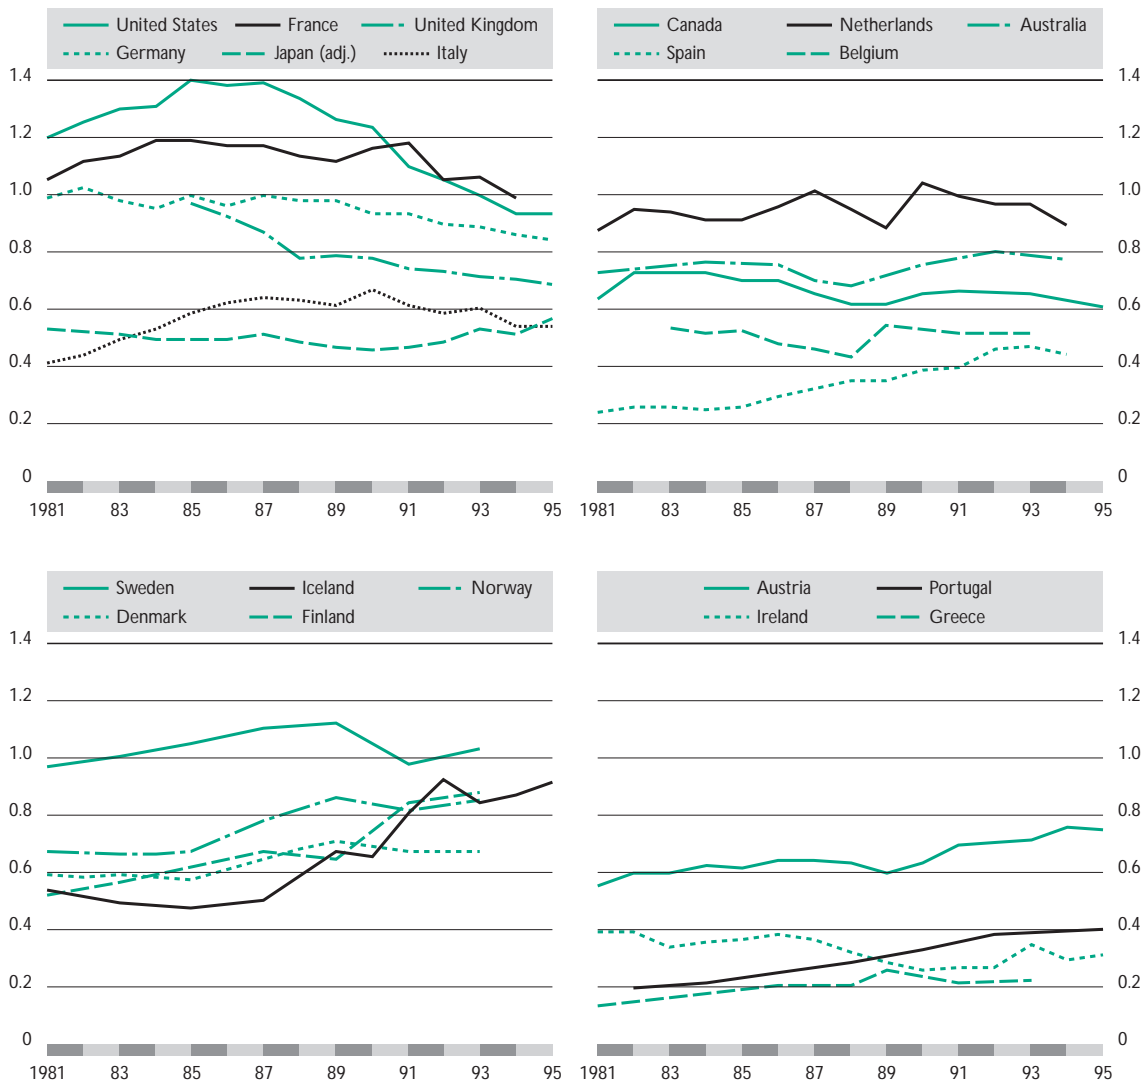 United States France United Kingdom
Germany Japan (adj.) Italy
1.4
1.2
1.0
0.8
0.6
0.4
0.2
0
1981 83 85 87 89 91 93 95
Canada Netherlands Australia
Spain Belgium
1.4
1.2
1.0
0.8
0.6
0.4
0.2
0
1981 83 85 87 89 91 93 95
Sweden Iceland Norway
Denmark Finland
1.4
1.2
1.0
0.8
0.6
0.4
0.2
0
1981 83 85 87 89 91 93 95
Austria Portugal
Ireland Greece
1.4
1.2
1.0
0.8
0.6
0.4
0.2
0
1981 83 85 87 89 91 93 95